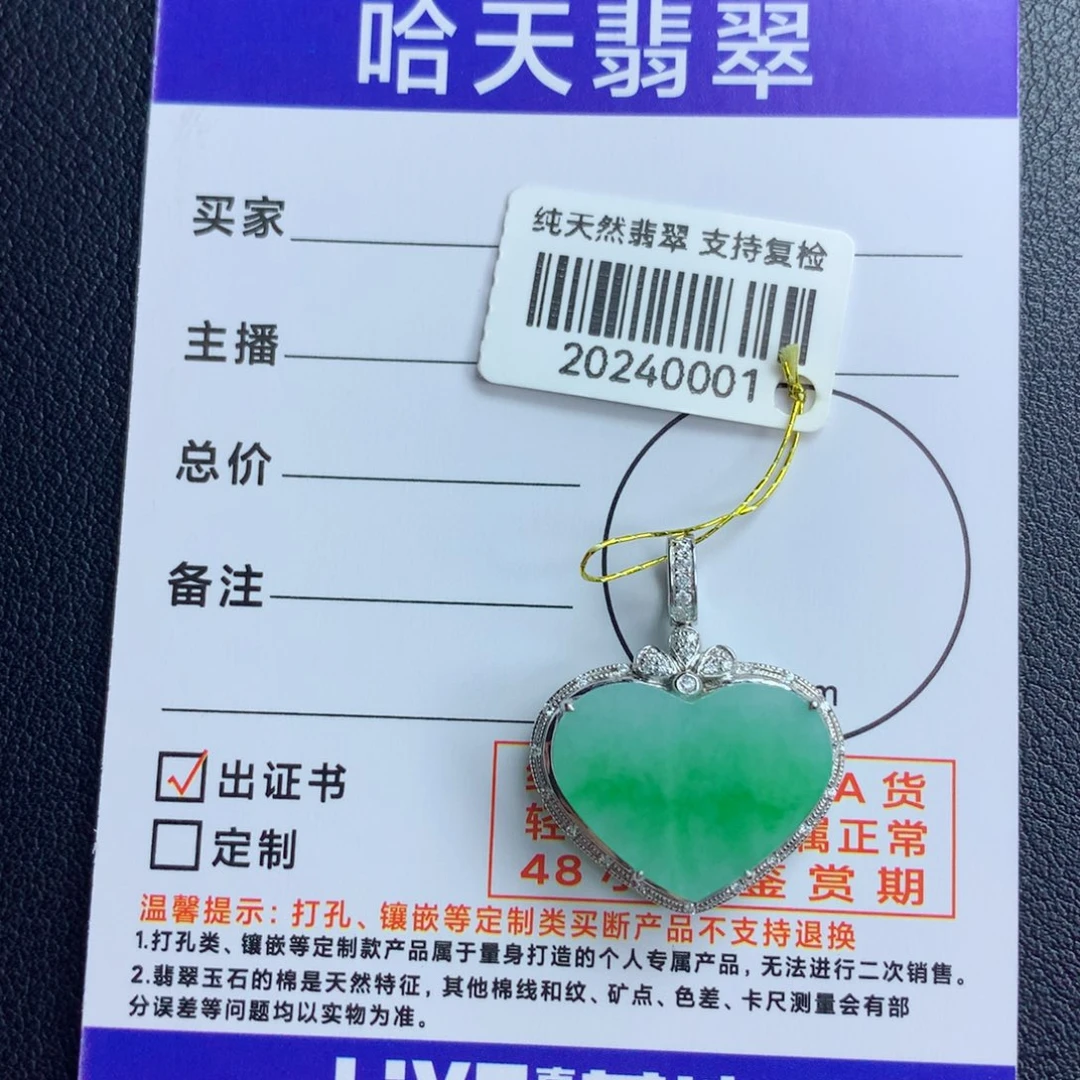 哈天翡翠
纯天然翡翠 支持复检
20240001
买家
主播
总价
备注
出证书
定制
A 货
属正常
48 鉴 赏 期
温馨提示：打孔、镶嵌等定制类买断产品不支持退换
1.打孔类、镶嵌等定制款产品属于量身打造的个人专属产品，无法进行二次销售。
2.翡翠玉石的棉是天然特征，其他棉线和纹、矿点、色差、卡尺测量会有部
分误差等问题均以实物为准。